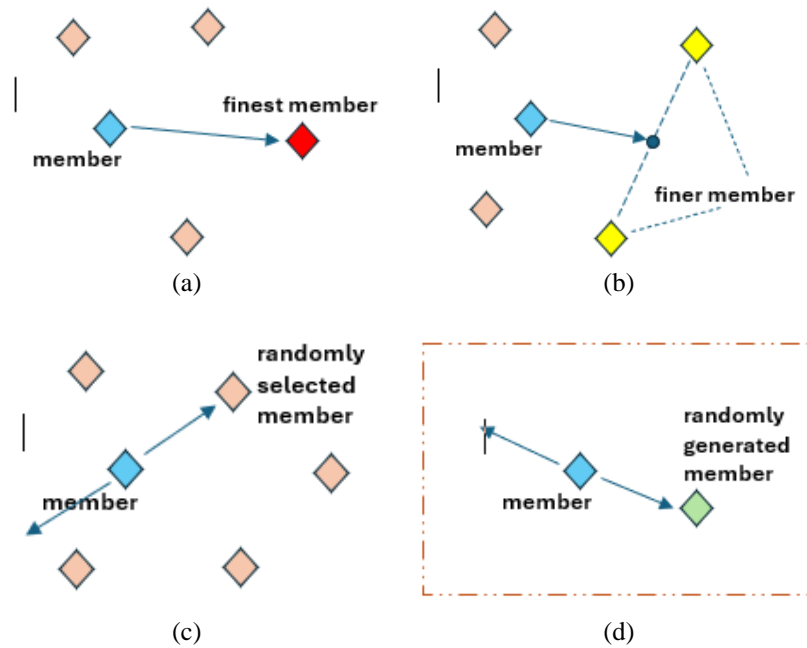 finest member
member
(a)
member
finer member
(b)
randomly
selected
member
member
(c)
randomly
generated
member
member
(d)